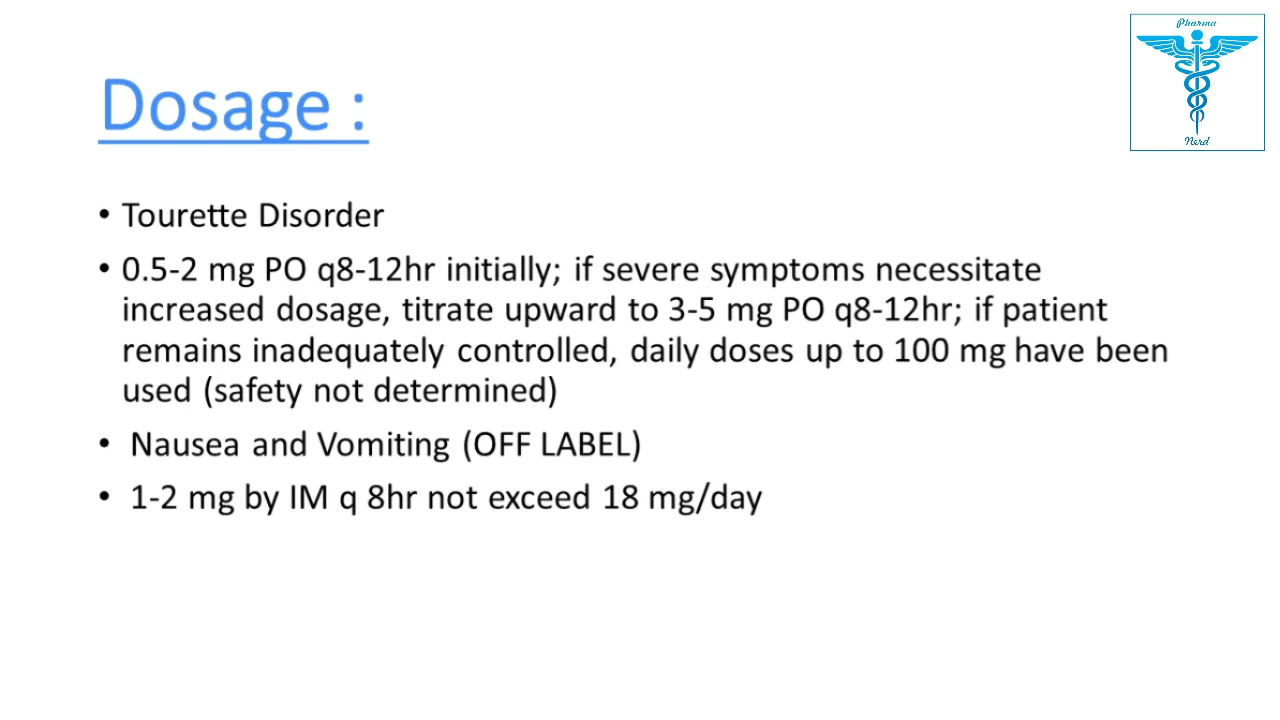 Pharma
Nerd
Dosage :
• Tourette Disorder
• 0.5-2 mg PO q8-12hr initially; if severe symptoms necessitate
increased dosage, titrate upward to 3-5 mg PO q8-12hr; if patient
remains inadequately controlled, daily doses up to 100 mg have been
used (safety not determined)
• Nausea and Vomiting (OFF LABEL)
• 1-2 mg by IM q 8hr not exceed 18 mg/day